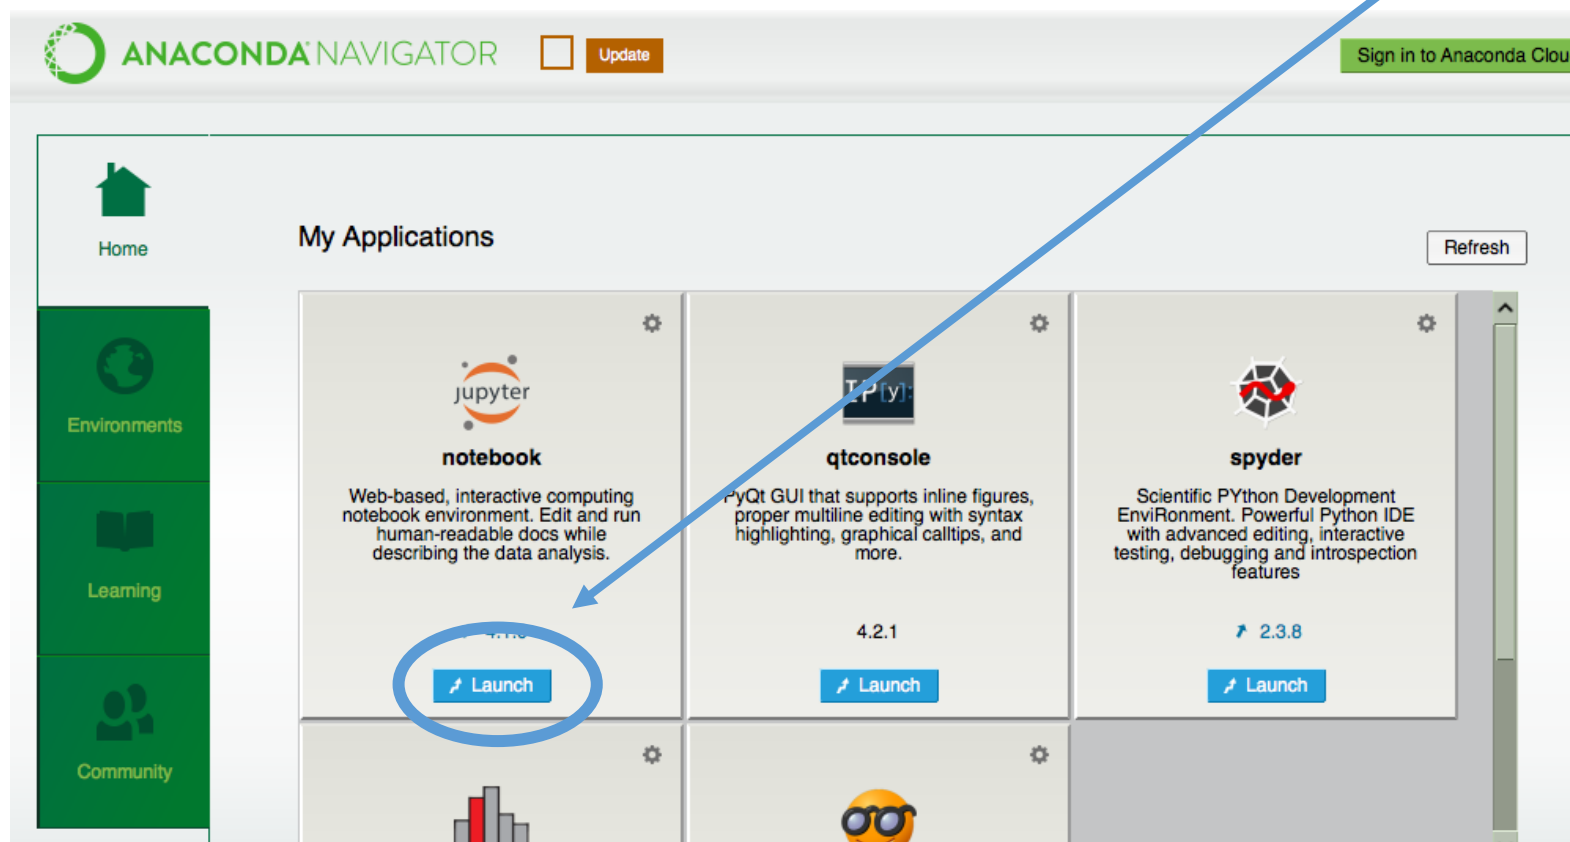 ANACONDA NAVIGATOR
Update
Sign in to Anaconda Clou
Home
My Applications
Refresh
Environments
Learning
Community
jupyter
notebook
Web-based, interactive computing
notebook environment. Edit and run
human-readable docs while
describing the data analysis.
Launch
IP[y]:
qtconsole
PyQt GUI that supports inline figures,
proper multiline editing with syntax
highlighting, graphical calltips, and
more.
4.2.1
Launch
spyder
Scientific PYthon Development
EnviRonment. Powerful Python IDE
with advanced editing, interactive
testing, debugging and introspection
features
2.3.8
Launch